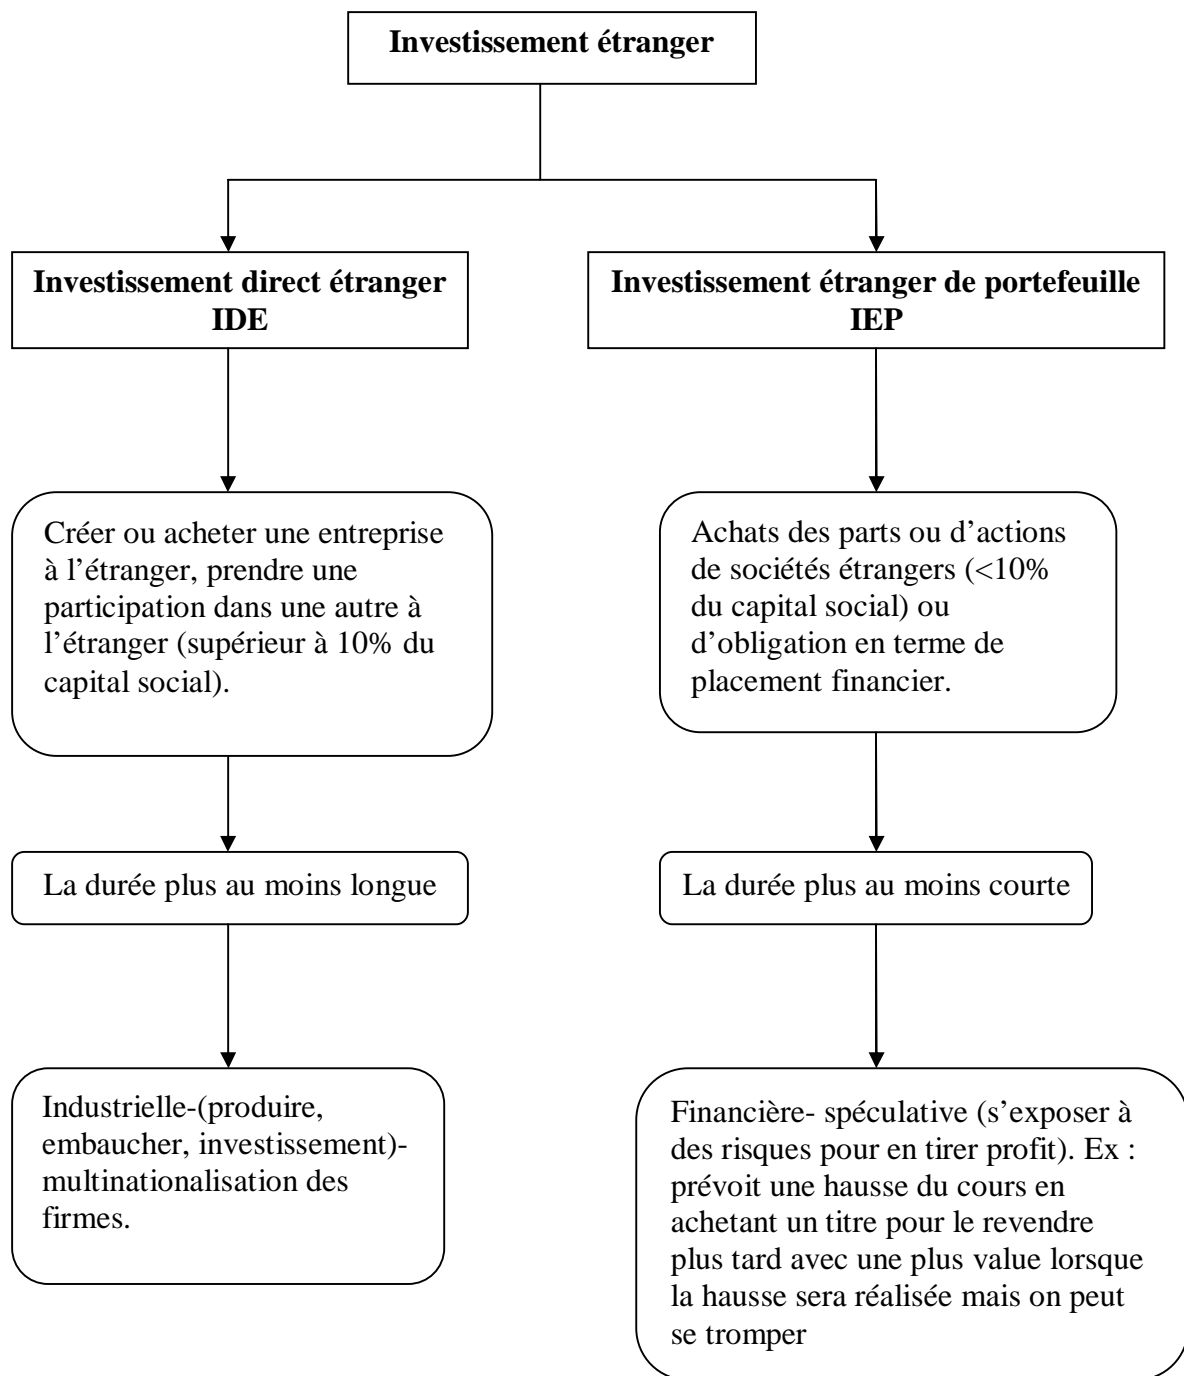 Investissement étranger
Investissement direct étranger
IDE
Investissement étranger de portefeuille
IEP
Créer ou acheter une entreprise
à l’étranger, prendre une
participation dans une autre à
l’étranger (supérieur à 10% du
capital social).
Achats des parts ou d’actions
de sociétés étrangers (<10%
du capital social) ou
d’obligation en terme de
placement financier.
La durée plus au moins longue
La durée plus au moins courte
Industrielle-(produire,
embaucher, investissement)-
multinationalisation des
firmes.
Financière- spéculative (s’exposer à
des risques pour en tirer profit). Ex :
prévoit une hausse du cours en
achetant un titre pour le revendre
plus tard avec une plus value lorsque
la hausse sera réalisée mais on peut
se tromper